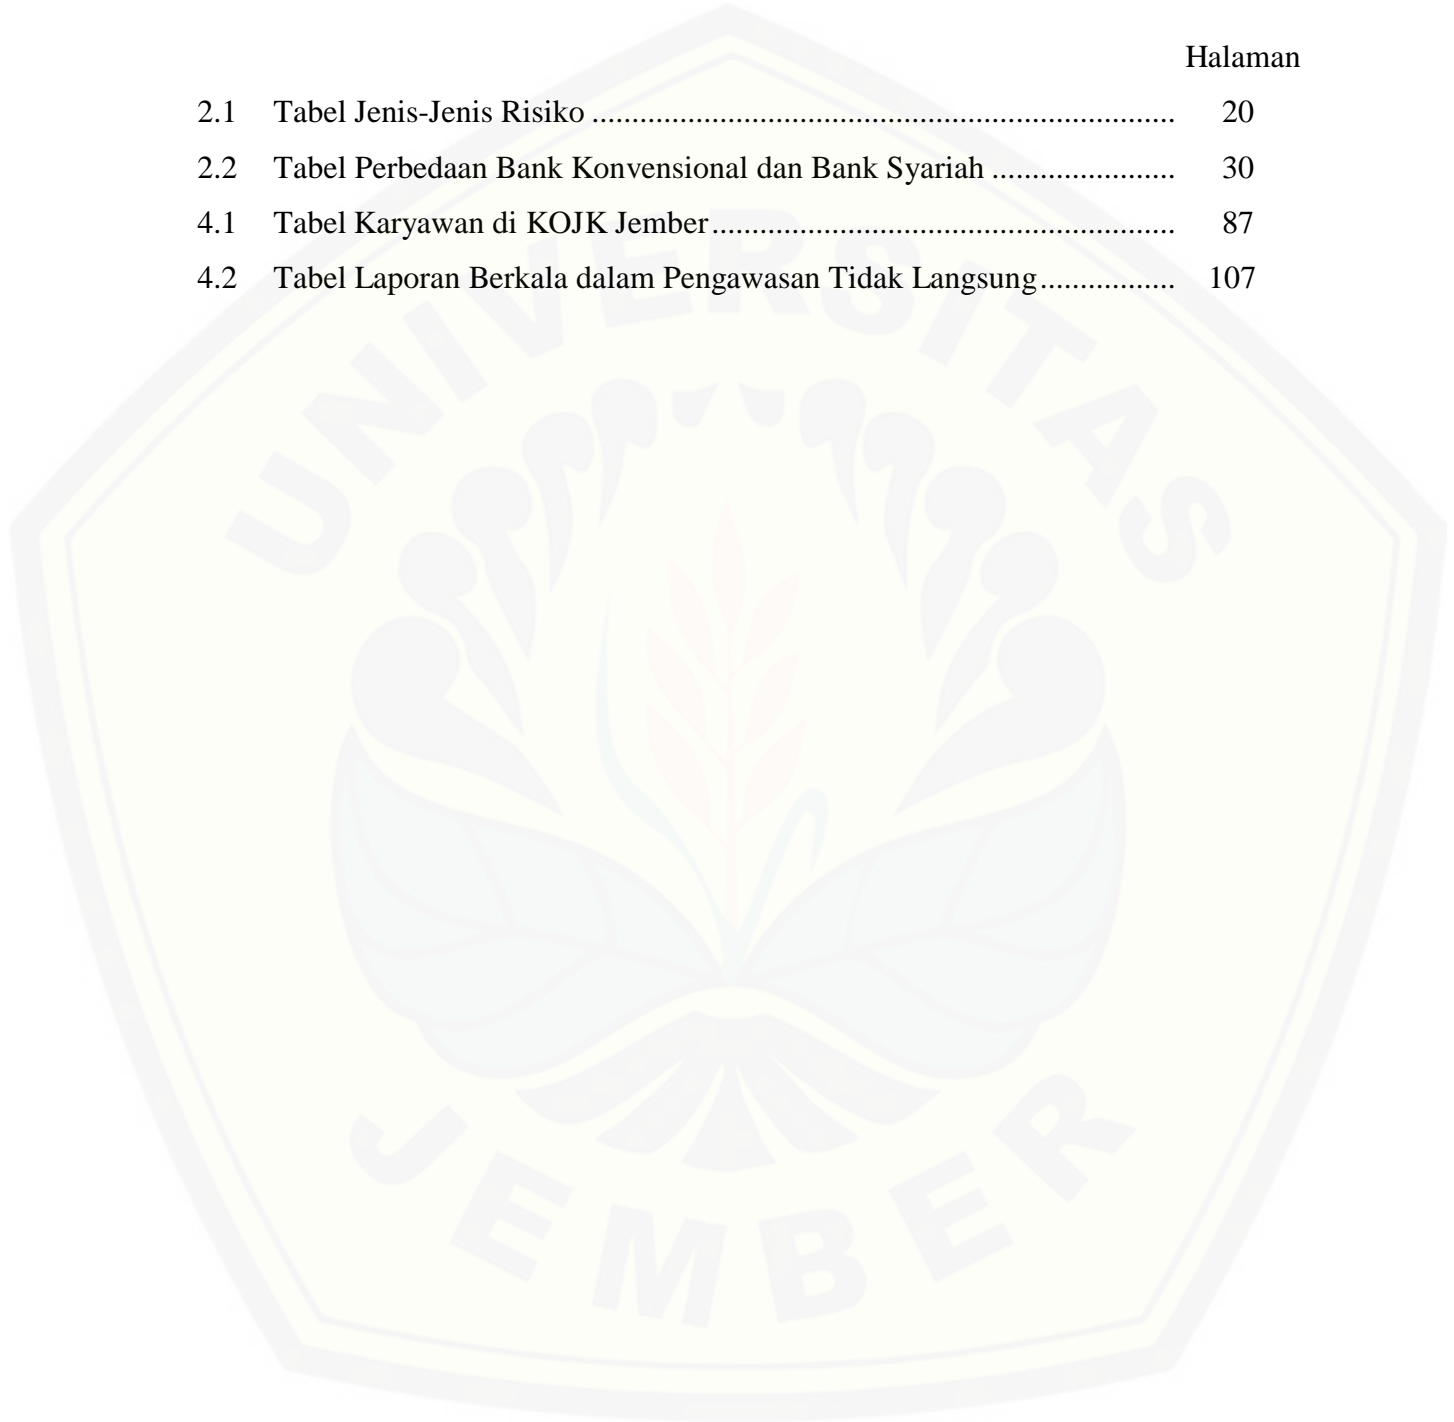 Halaman
2.1 Tabel Jenis-Jenis Risiko ......................................................................... 20
2.2 Tabel Perbedaan Bank Konvensional dan Bank Syariah ....................... 30
4.1 Tabel Karyawan di KOJK Jember .......................................................... 87
4.2 Tabel Laporan Berkala dalam Pengawasan Tidak Langsung ................. 107
UNIVERSITAS
JEMBER